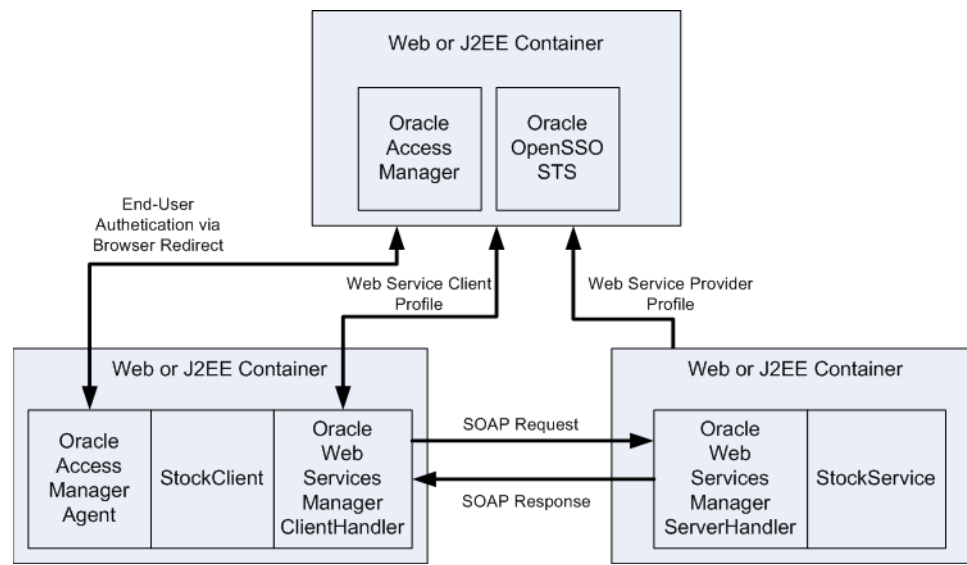 Web or J2EE Container
Oracle
Access
Manager
Oracle
OpenSSO
STS
End-User
Authetication via
Browser Redirect
Web Service Client
Profile
Web Service Provider
Profile
Web or J2EE Container
Oracle
Access
Manager
Agent
StockClient
Oracle
Web
Services
Manager
ClientHandler
SOAP Request
SOAP Response
Web or J2EE Container
Oracle
Web
Services
Manager
ServerHandler
StockService